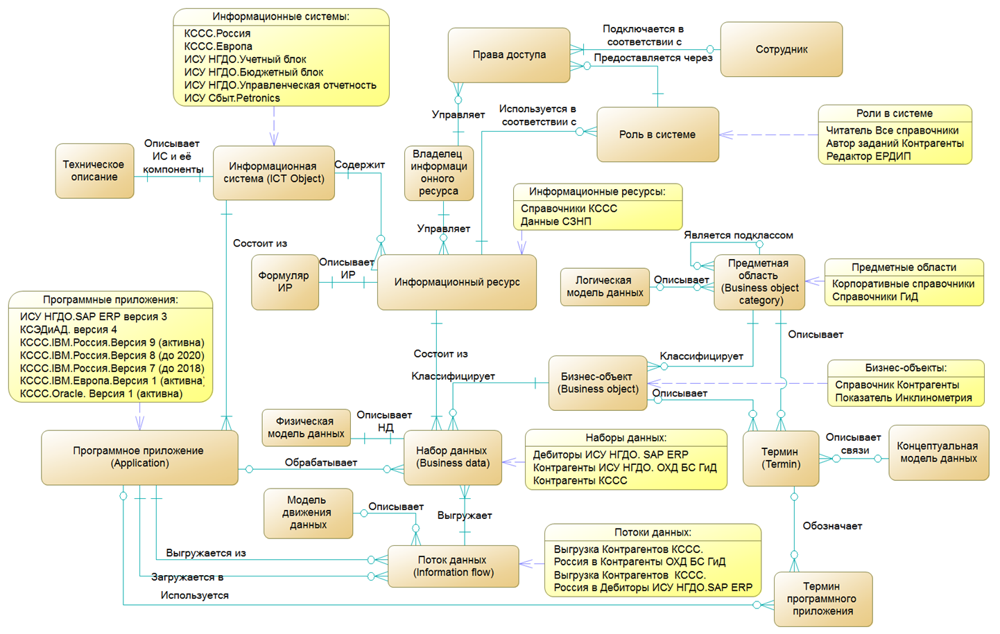 Информационные системы:
КССС.Россия
КССС.Европа
ИСУ НГДО.Учетный блок
ИСУ НГДО.Бюджетный блок
ИСУ НГДО.Управленческая отчетность
ИСУ Сбыт.Petronics
Права доступа
Подключается в
соответствии с
Сотрудник
Предоставляется через
Управляет
Используется в
соответствии с
Роль в системе
Роли в системе
Читатель Все справочники
Автор заданий Контрагенты
Редактор ЕРДИП
Техническое
описание
Описывает
ИС и её
компоненты
Информационная
система (ICT Object)
Содержит
Владелец
информаци
онного
ресурса
Информационные ресурсы:
Справочники КССС
Данные СЗНП
Управляет
Состоит из
Является подклассом
Формуляр
ИР
Описывает
ИР
Информационный ресурс
Логическая
модель данных
Описывает
Предметная
область
(Business object
category)
Предметные области
Корпоративные справочники
Справочники ГиД
Программные приложения:
ИСУ НГДО.SAP ERP версия 3
КСЭДиАД. версия 4
КССС.IBM.Россия.Версия 9 (активна)
КССС.IBM.Россия.Версия 8 (до 2020)
КССС.IBM.Россия.Версия 7 (до 2018)
КССС.IBM.Европа.Версия 1 (активна)
КССС.Oracle. Версия 1 (активна)
Описывает
Состоит из
Классифицирует
Классифицирует
Бизнес-объект
(Business object)
Бизнес-объекты:
Справочник Контрагенты
Показатель Инклинометрия
Описывает
Физическая
модель данных
Описывает
НД
Набор данных
(Business data)
Наборы данных:
Дебиторы ИСУ НГДО. SAP ERP
Контрагенты ИСУ НГДО. ОХД БС ГиД
Контрагенты КССС
Термин
(Termin)
Описывает
связи
Концептуальная
модель данных
Программное приложение
(Application)
Обрабатывает
Модель
движения
данных
Описывает
Выгружает
Обозначает
Потоки данных:
Выгрузка Контрагентов КССС.
Россия в Контрагенты ОХД БС ГиД
Выгрузка Контрагентов  КССС.
Россия в Дебиторы ИСУ НГДО.SAP ERP
Выгружается из
Поток данных
(Information flow)
Загружается в
Используется
Термин
программного
приложения